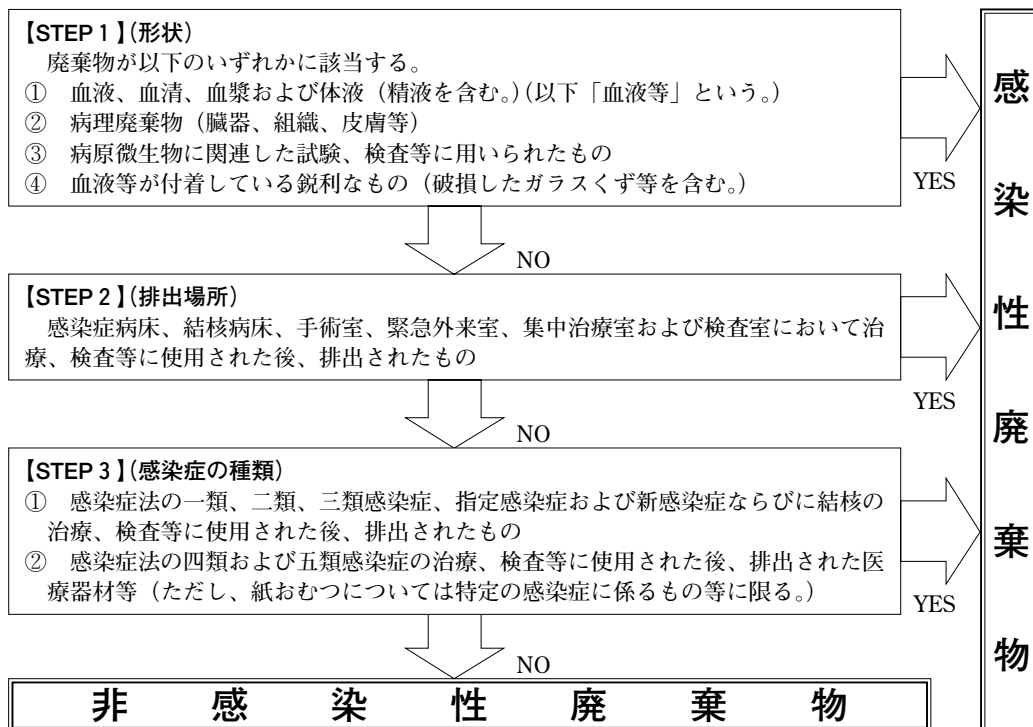 【STEP 1】(形状)
廃棄物が以下のいずれかに該当する。
① 血液、血清、血漿および体液（精液を含む。）（以下「血液等」という。）
② 病理廃棄物（臓器、組織、皮膚等）
③ 病原微生物に関連した試験、検査等に用いられたもの
④ 血液等が付着している鋭利なもの（破損したガラスくず等を含む。）
YES
NO
【STEP 2】(排出場所)
感染症病床、結核病床、手術室、緊急外来室、集中治療室および検査室において治
療、検査等に使用された後、排出されたもの
YES
NO
【STEP 3】(感染症の種類)
① 感染症法の一類、二類、三類感染症、指定感染症および新感染症ならびに結核の
治療、検査等に使用された後、排出されたもの
② 感染症法の四類および五類感染症の治療、検査等に使用された後、排出された医
療器材等（ただし、紙おむつについては特定の感染症に係るもの等に限る。）
YES
NO
感染性廃棄物
非感染性廃棄物